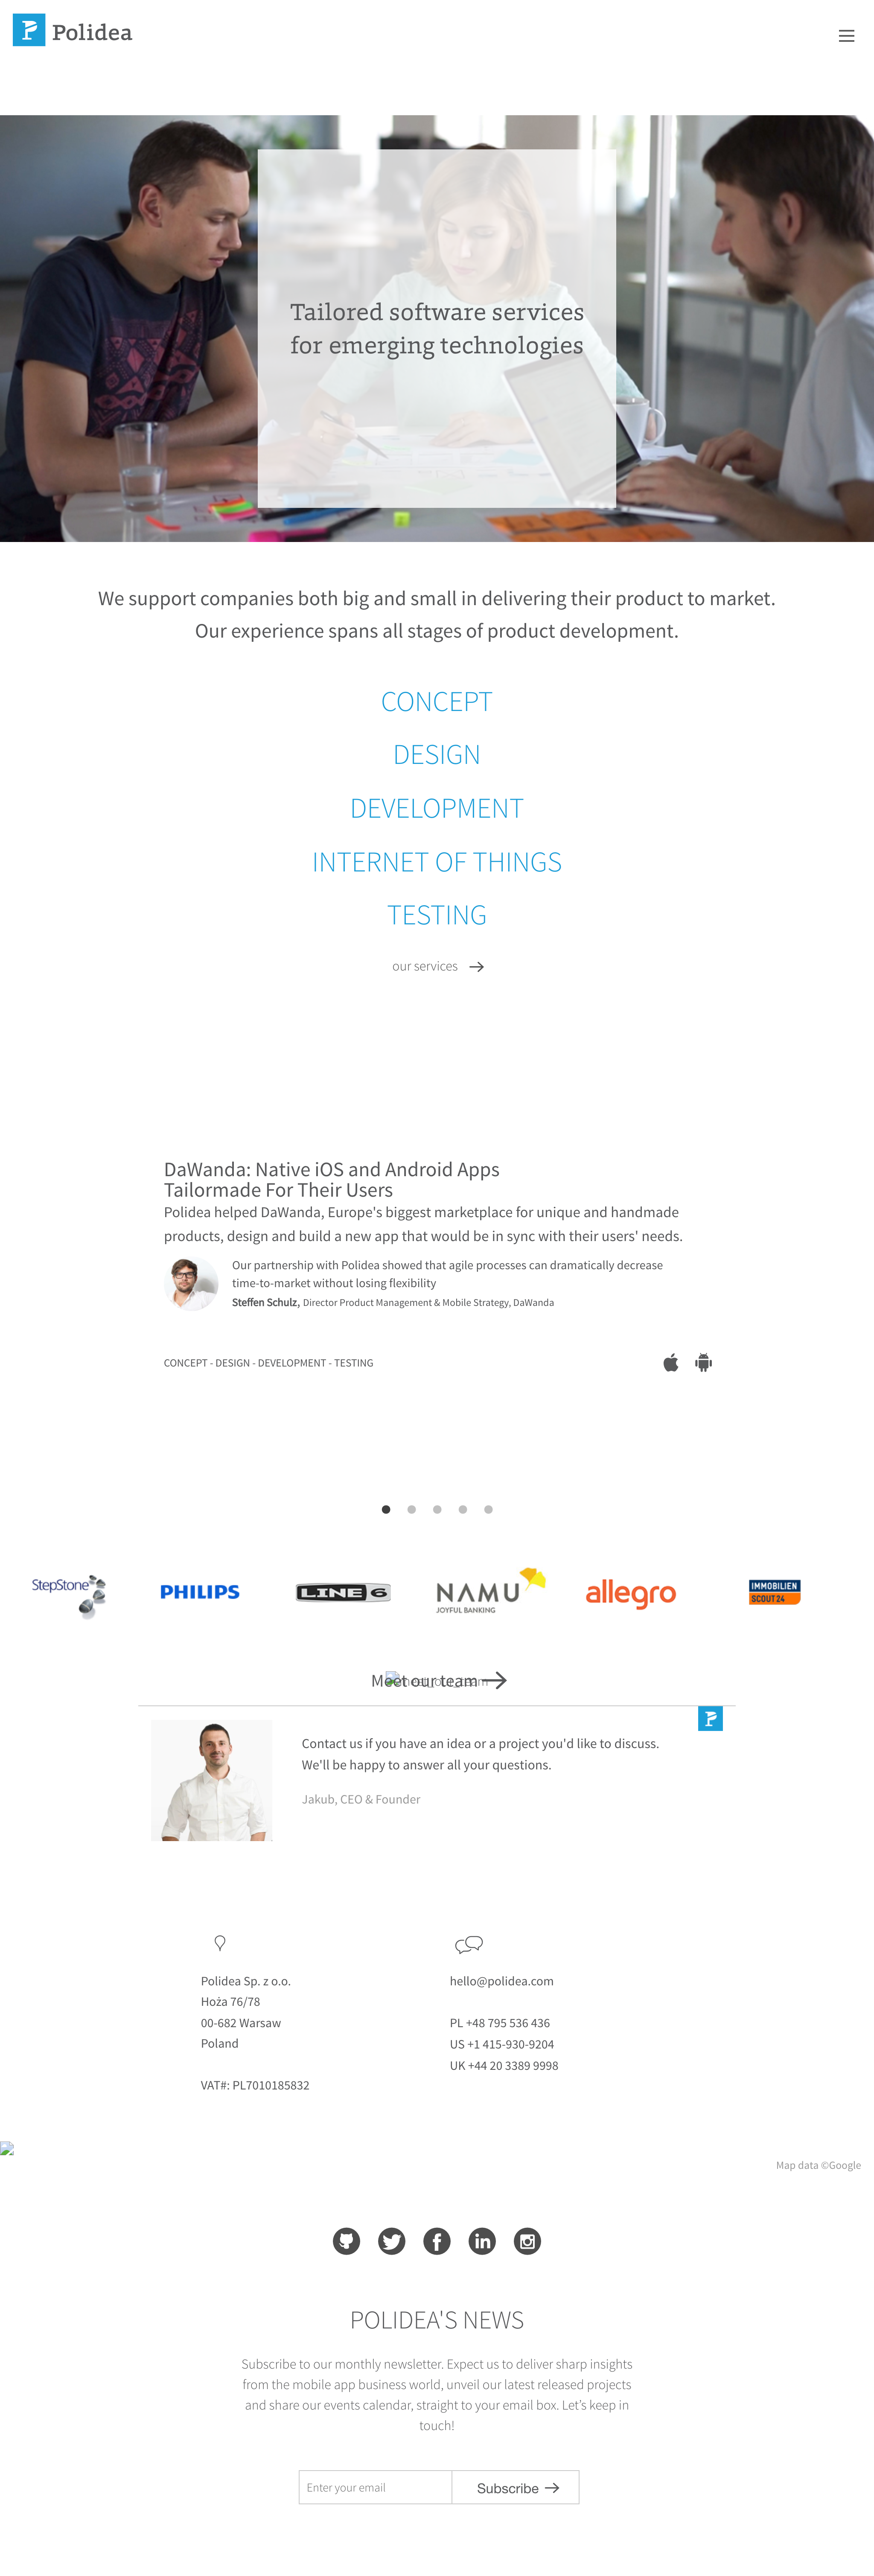 Polidea
Tailored software services
for emerging technologies
We support companies both big and small in delivering their product to market.
Our experience spans all stages of product development.
CONCEPT
DESIGN
DEVELOPMENT
INTERNET OF THINGS
TESTING
our services
DaWanda: Native iOS and Android Apps
Tailormade For Their Users
Polidea helped DaWanda, Europe's biggest marketplace for unique and handmade
products, design and build a new app that would be in sync with their users' needs.
Our partnership with Polidea showed that agile processes can dramatically decrease
time-to-market without losing flexibility
Steffen Schulz, Director Product Management & Mobile Strategy, DaWanda
CONCEPT - DESIGN - DEVELOPMENT - TESTING
StepStone
PHILIPS
LINE 6
NAMU
JOYFUL BANKING
allegro
IMMOBILIEN
SCOUT 24
Meet our team
Contact us if you have an idea or a project you'd like to discuss.
We'll be happy to answer all your questions.
Jakub, CEO & Founder
Polidea Sp. z o.o.
Hoża 76/78
00-682 Warsaw
Poland
VAT#: PL7010185832
hello@polidea.com
PL +48 795 536 436
US +1 415-930-9204
UK +44 20 3389 9998
Map data ©Google
POLIDEA'S NEWS
Subscribe to our monthly newsletter. Expect us to deliver sharp insights
from the mobile app business world, unveil our latest released projects
and share our events calendar, straight to your email box. Let's keep in
touch!
Enter your email
Subscribe